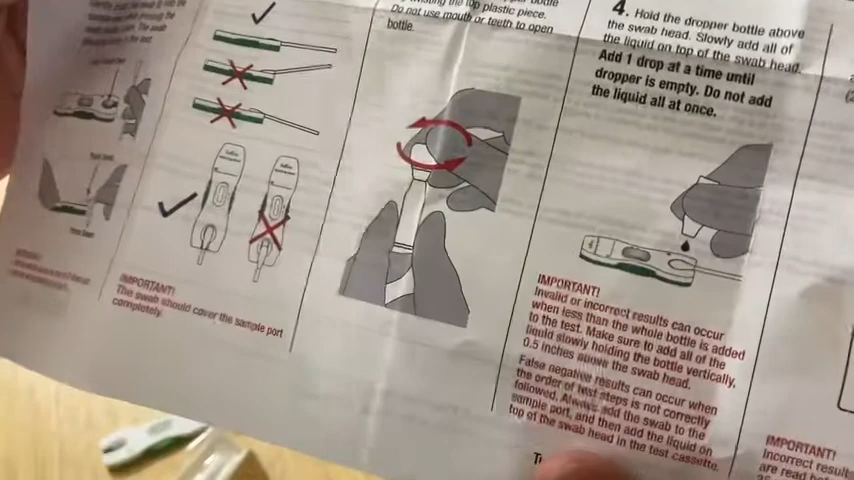 Do not use mouth or teeth to open
bottle.
4. Hold the dropper bottle above
the swab head. Slowly add all of
the liquid on top of the swab head.
Add 1 drop at a time until
dropper is empty. Do not add
the liquid all at once.
IMPORTANT!
The swab should cover the sample port
completely.
IMPORTANT!
Invalid or incorrect results can occur
when less than the whole bottle is added
to the test. Make sure to add all of the
liquid slowly holding the bottle vertically,
0.5 inches above the swab head.
False negative results can occur when
the order of test steps is not correctly
followed. Always add the swab to the
sample port, and then add the liquid on
top of the swab head in the test cassette.
IMPORTANT!
Incorrect results
are read